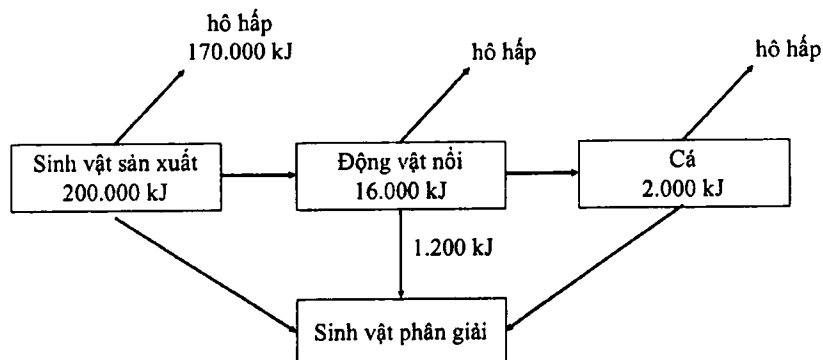 hô hấp
170.000 kJ
hô hấp
hô hấp
Sinh vật sản xuất
200.000 kJ
Động vật nổi
16.000 kJ
Cá
2.000 kJ
1.200 kJ
Sinh vật phân giải